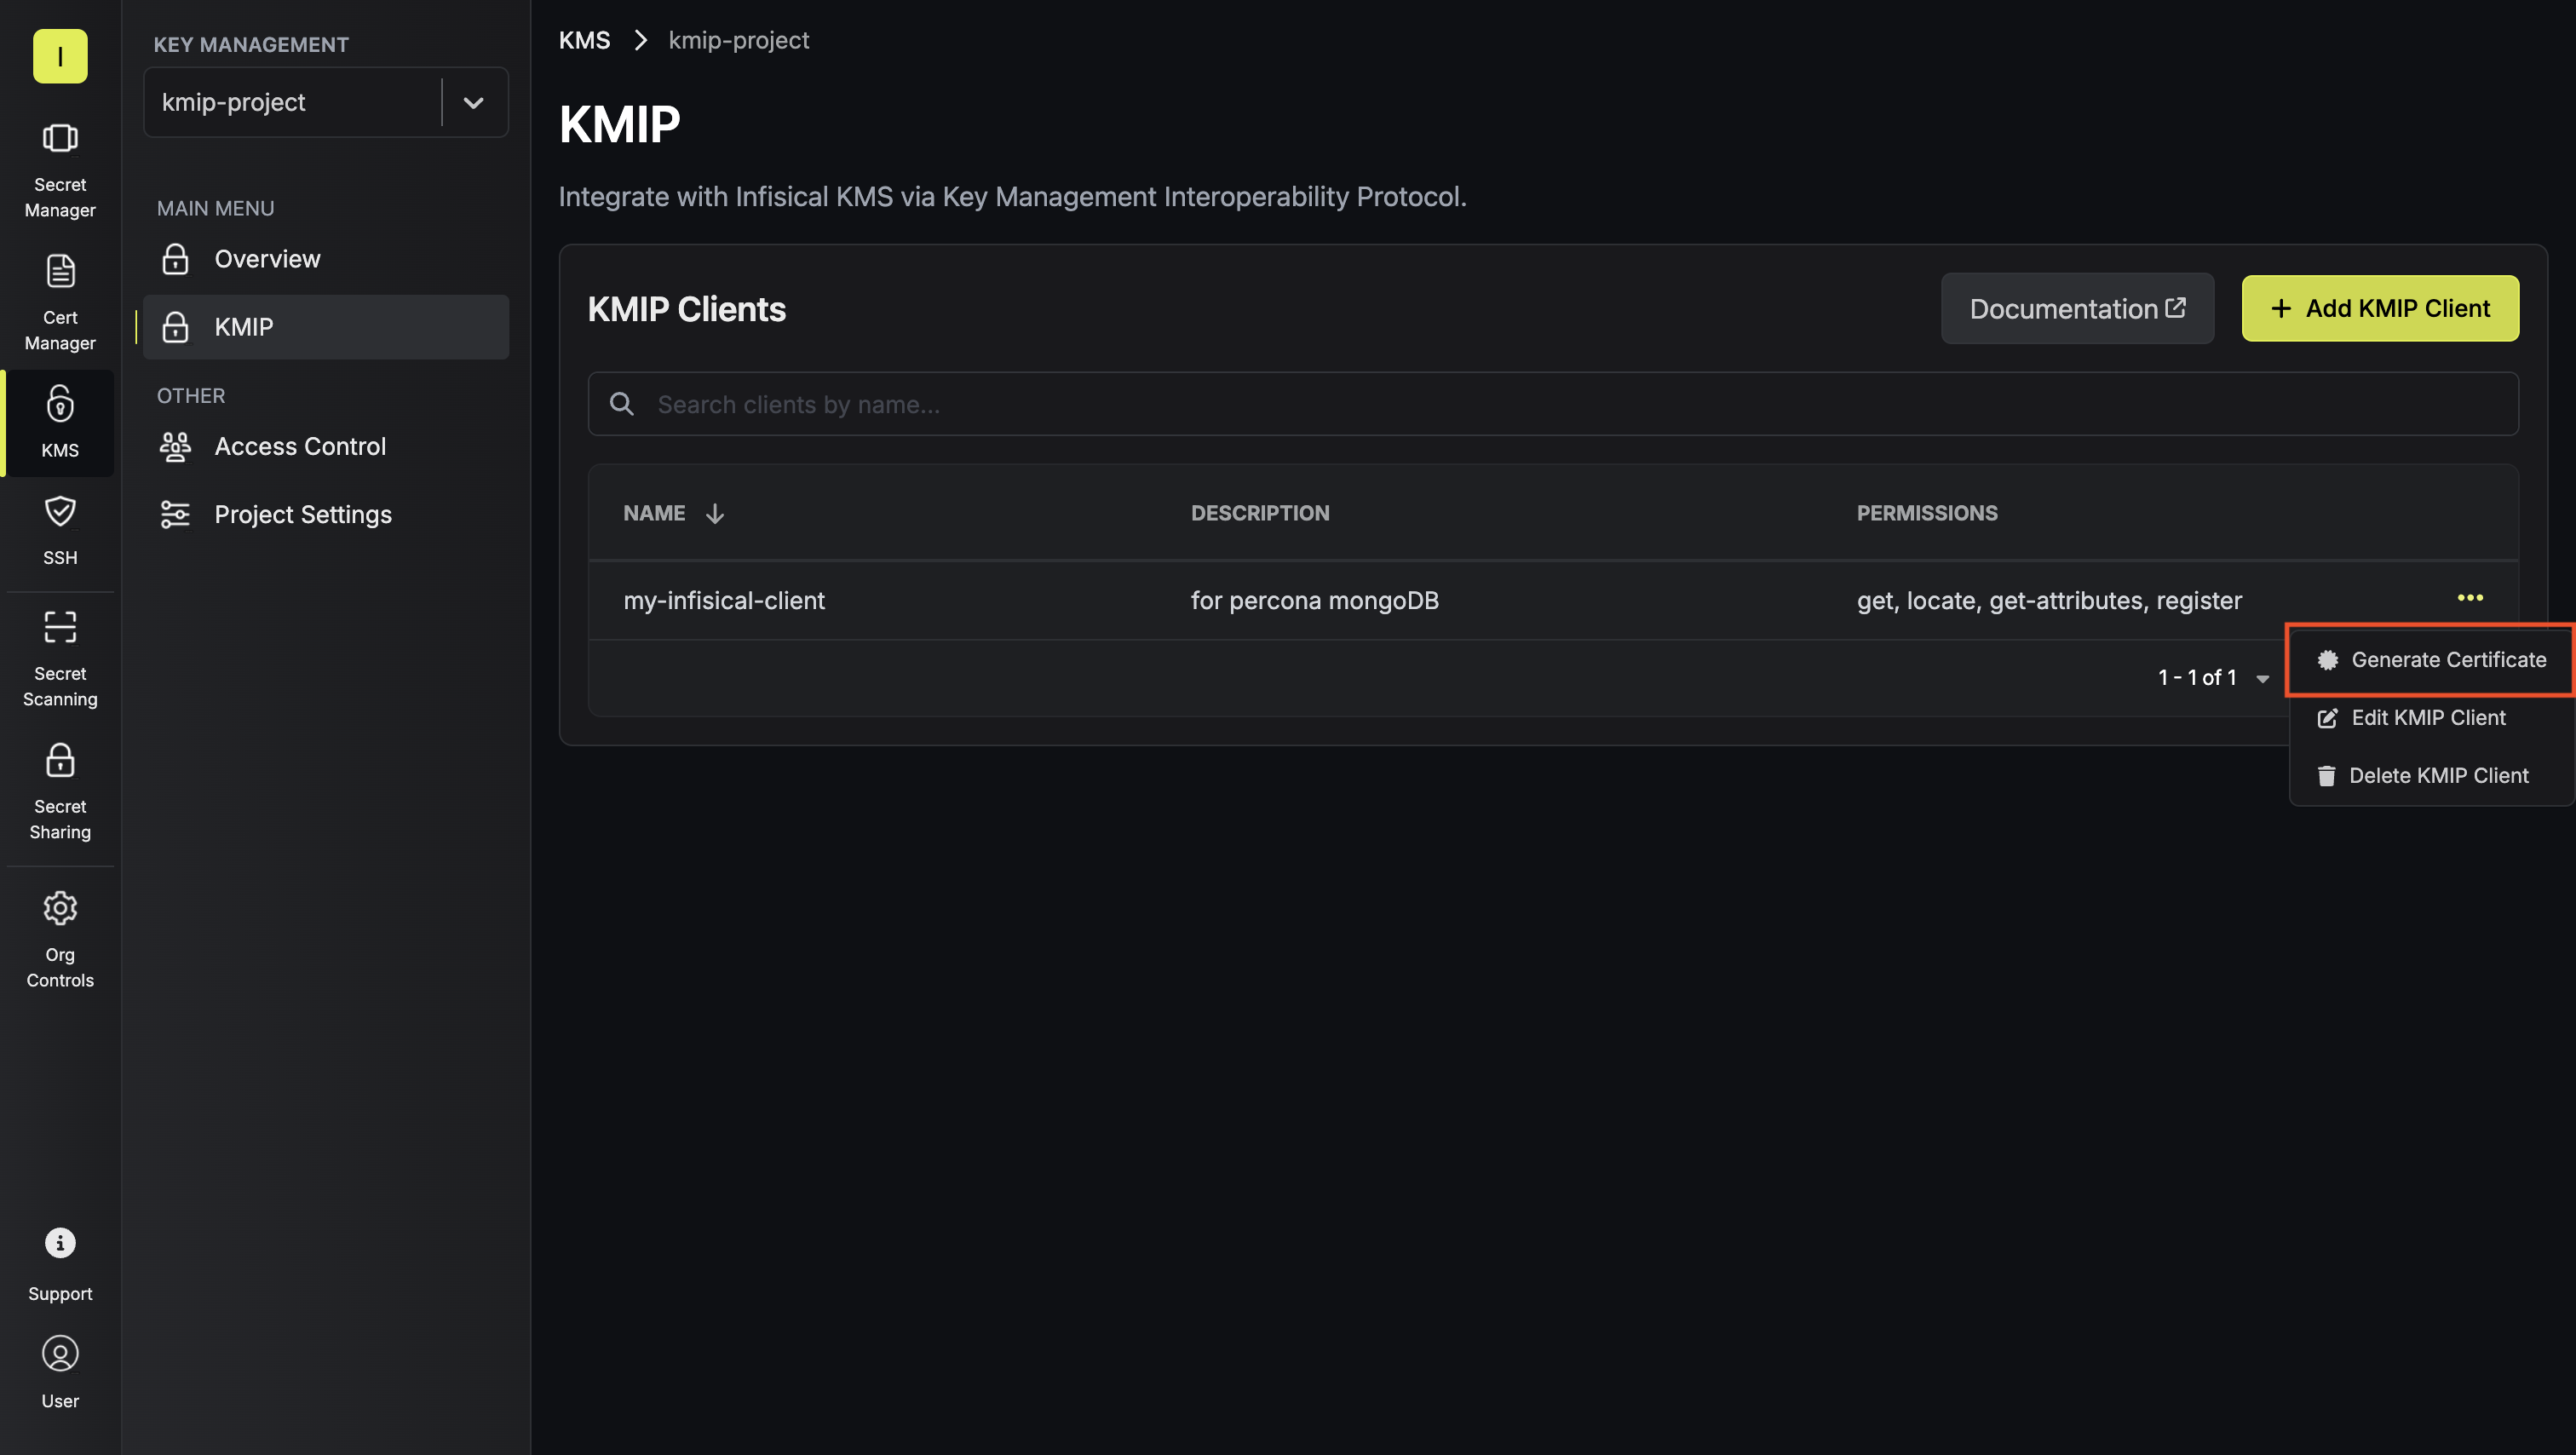 I
Secret
Manager
Cert
Manager
KMS
SSH
Secret
Scanning
Secret
Sharing
Org
Controls
Support
User
KEY MANAGEMENT
kmip-project
MAIN MENU
Overview
KMIP
OTHER
Access Control
Project Settings
KMS kmip-project
KMIP
Integrate with Infisical KMS via Key Management Interoperability Protocol.
KMIP Clients
Documentation
Add KMIP Client
Search clients by name...
NAME DESCRIPTION PERMISSIONS
my-infisical-client for percona mongoDB get, locate, get-attributes, register
1 - 1 of 1
Generate Certificate
Edit KMIP Client
Delete KMIP Client